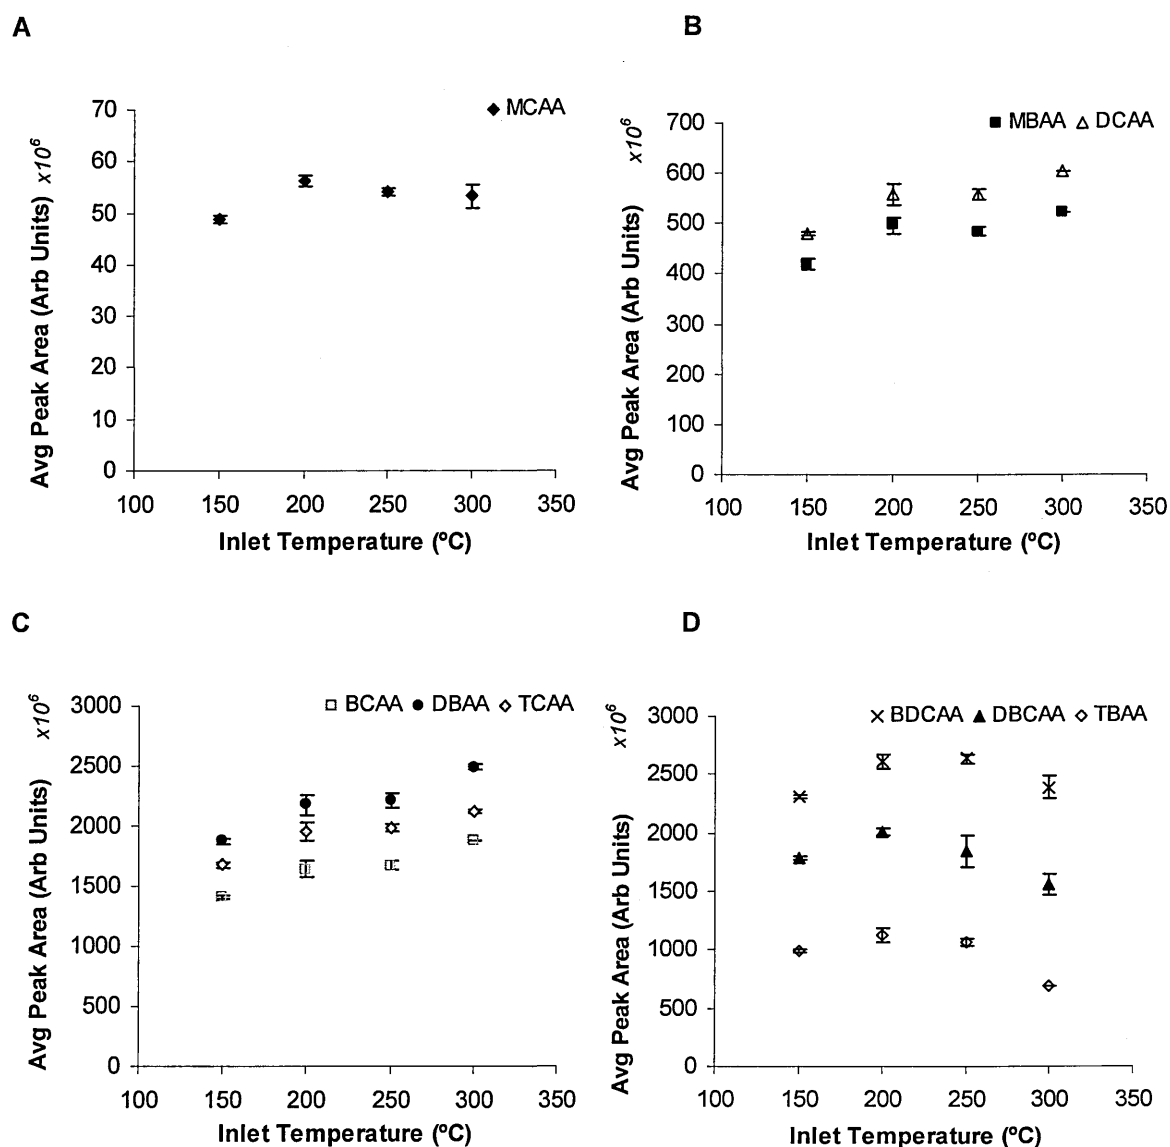 A
Avg Peak Area (Arb Units) x10⁶
70
60
50
40
30
20
10
0
◆ MCAA
100 150 200 250 300 350
Inlet Temperature (ºC)
B
Avg Peak Area (Arb Units) x10⁶
700
600
500
400
300
200
100
0
■ MBAA △ DCAA
100 150 200 250 300 350
Inlet Temperature (ºC)
C
Avg Peak Area (Arb Units) x10⁶
3000
2500
2000
1500
1000
500
0
□ BCAA ● DBAA ◇ TCAA
100 150 200 250 300 350
Inlet Temperature (ºC)
D
Avg Peak Area (Arb Units) x10⁶
3000
2500
2000
1500
1000
500
0
× BDCAA ▲ DBCAA ◇ TBAA
100 150 200 250 300 350
Inlet Temperature (ºC)